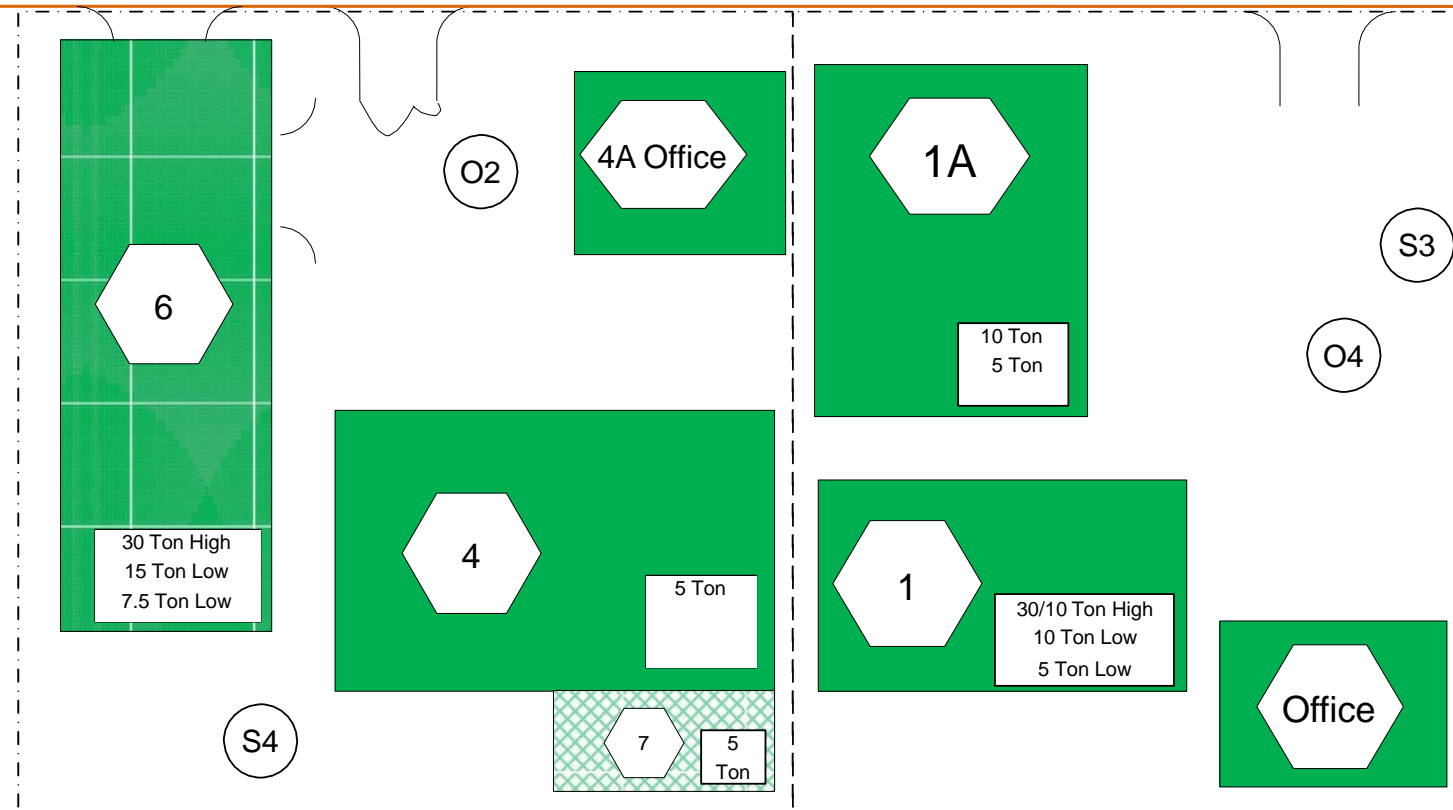 O2
4A Office
1A
S3
6
10 Ton
5 Ton
O4
30 Ton High
15 Ton Low
7.5 Ton Low
4
5 Ton
1
30/10 Ton High
10 Ton Low
5 Ton Low
Office
S4
7
5
Ton